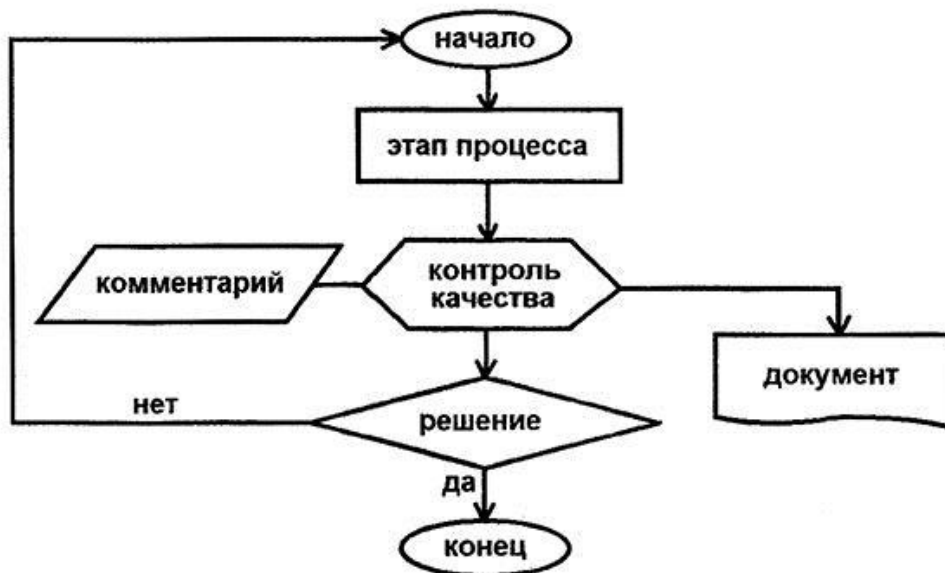 начало
этап процесса
комментарий
контроль
качества
документ
нет
решение
да
конец